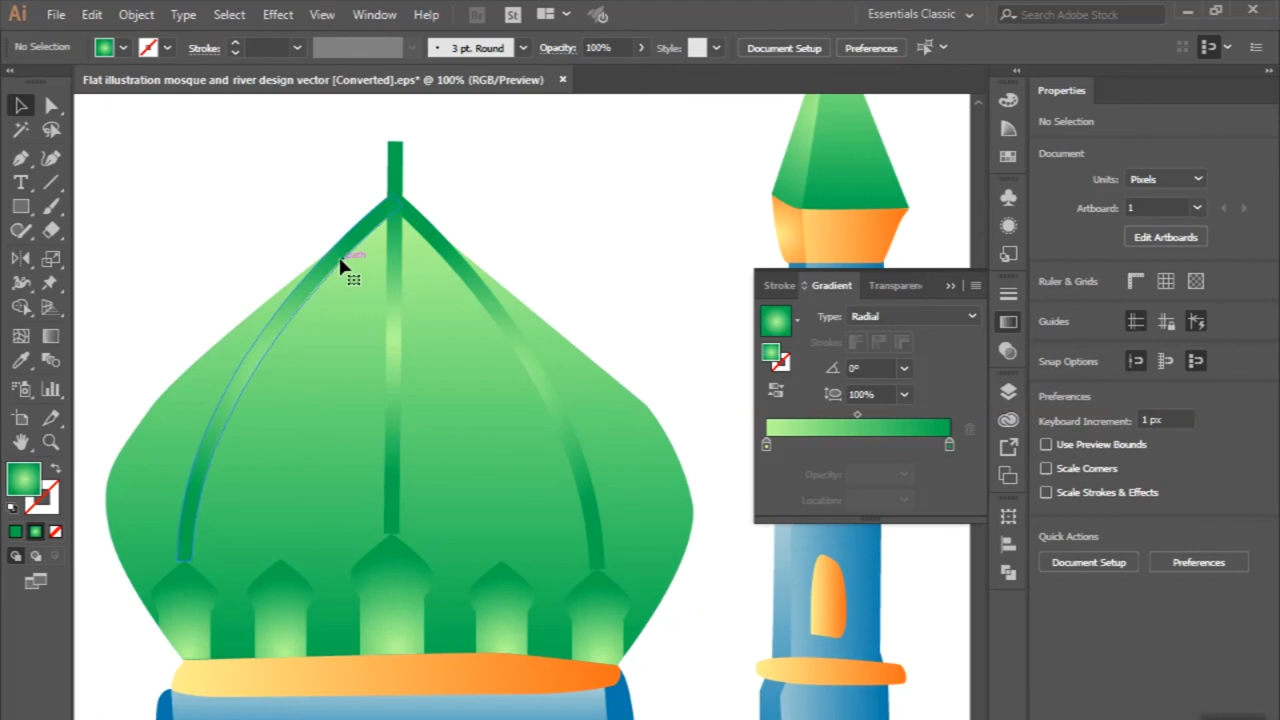 Ai File Edit Object Type Select Effect View Window Help Br St Essentials Classic Search Adobe Stock
No Selection Stroke: 3 pt. Round Opacity: 100% Style: Document Setup Preferences
Flat illustration mosque and river design vector [Converted].eps* @ 100% (RGB/Preview)
Properties
No Selection
Document
Units: Pixels
Artboard: 1
Edit Artboards
Ruler & Grids
Guides
Snap Options
Preferences
Keyboard Increment: 1 px
Use Preview Bounds
Scale Corners
Scale Strokes & Effects
Quick Actions
Document Setup Preferences
path
Stroke Gradient Transparen
Type: Radial
Stroke:
0°
100%
Opacity:
Location: